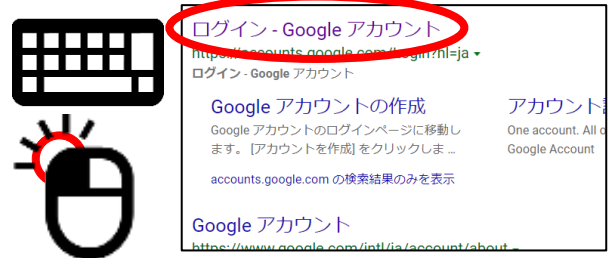 ログイン - Google アカウント
https://accounts.google.com/Login?hl=ja
ログイン - Google アカウント
Google アカウントの作成
Google アカウントのログインページに移動し
ます。 [アカウントを作成] をクリックしま ...
アカウント
One account. All o
Google Account
accounts.google.com の検索結果のみを表示
Google アカウント
https://www.google.com/intl/ja/account/about